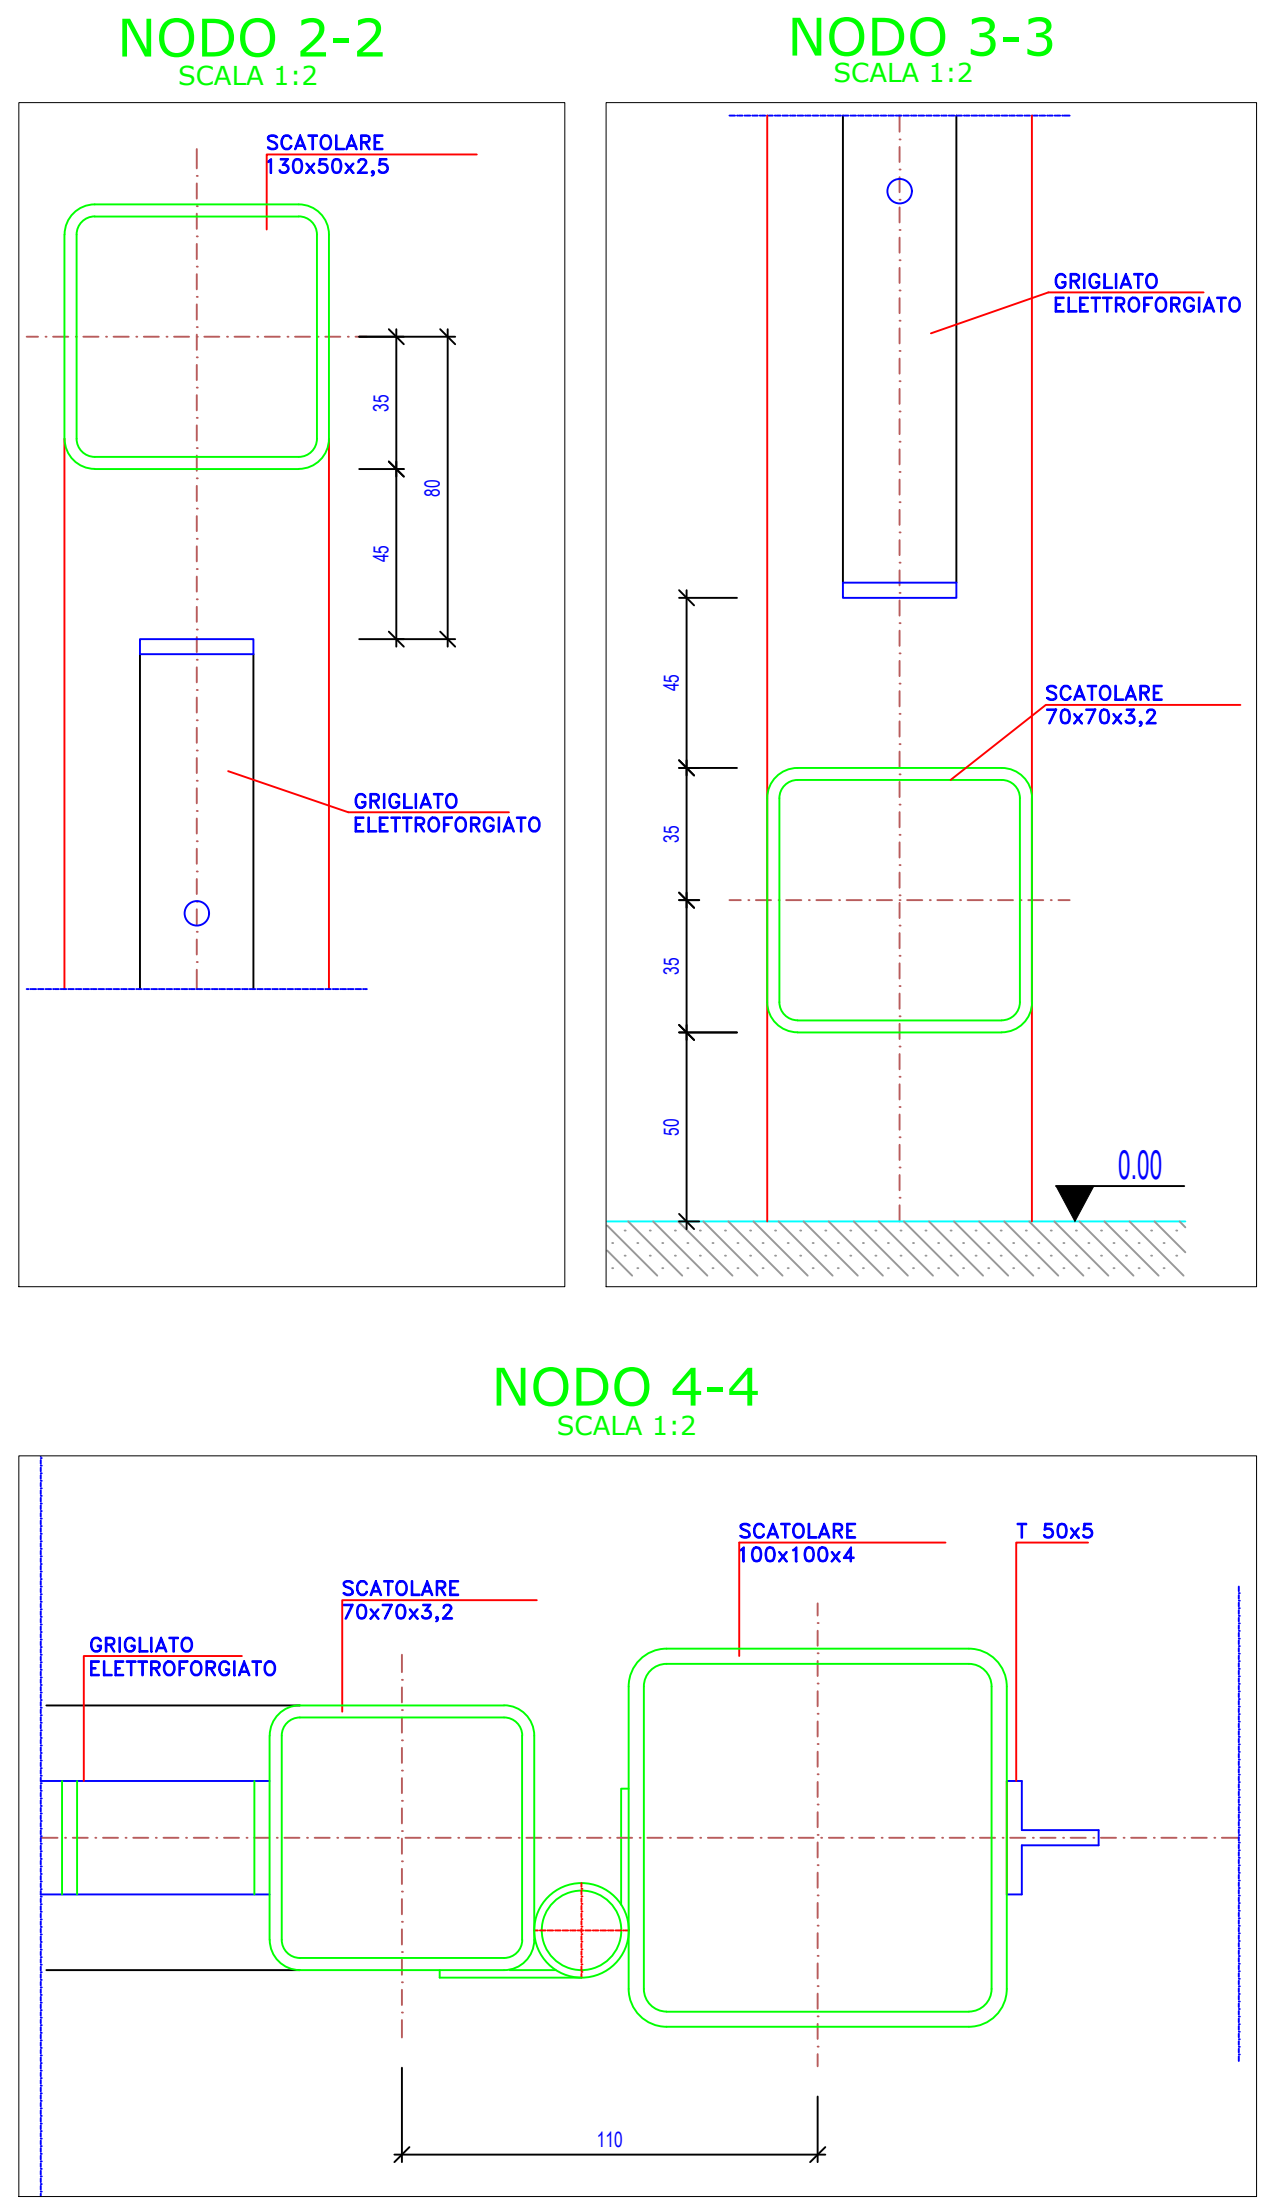 NODO 2-2
SCALA 1:2
SCATOLARE
130x50x2,5
35
80
45
GRIGLIATO
ELETTROFORGIATO
NODO 3-3
SCALA 1:2
GRIGLIATO
ELETTROFORGIATO
45
SCATOLARE
70x70x3,2
35
35
50
0.00
NODO 4-4
SCALA 1:2
SCATOLARE
100x100x4
T 50x5
SCATOLARE
70x70x3,2
GRIGLIATO
ELETTROFORGIATO
110